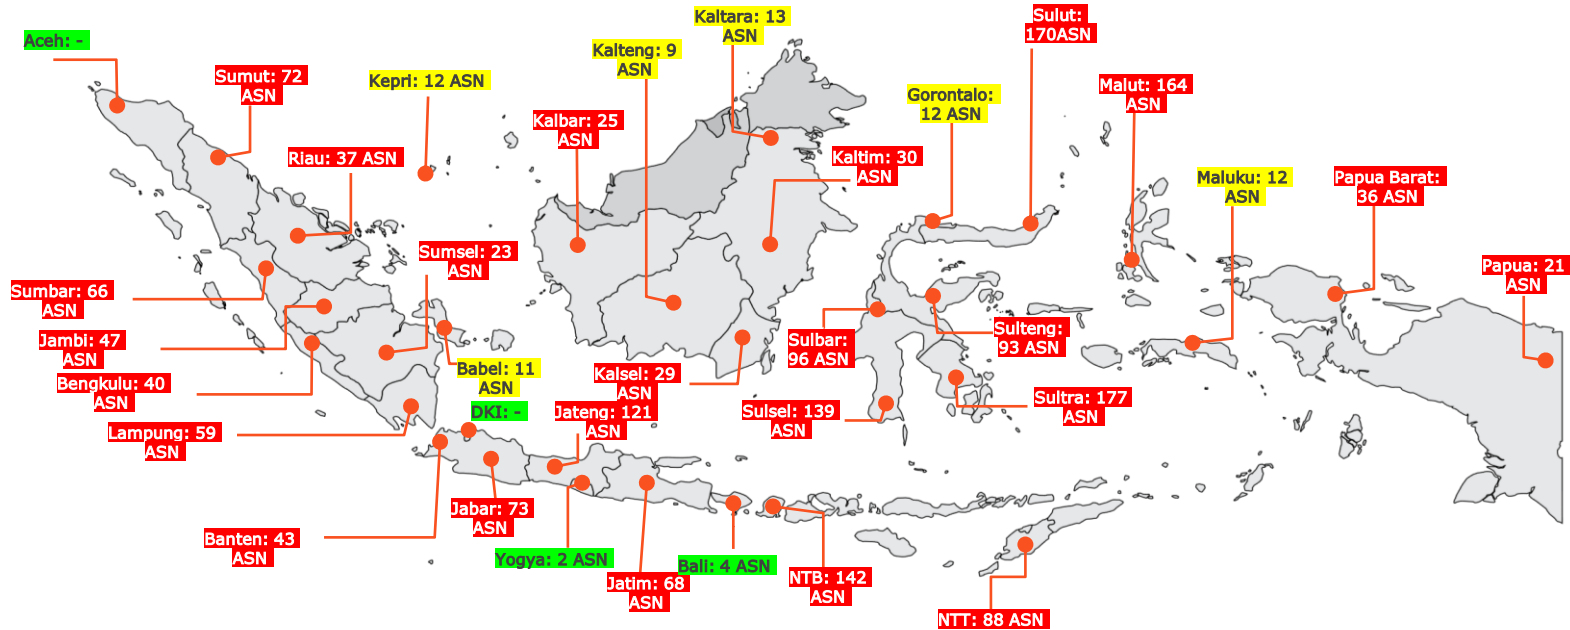 Kaltara: 13
ASN
Sulut:
170ASN
Aceh: -
Kalteng: 9
ASN
Sumut: 72
ASN
Kepri: 12 ASN
Malut: 164
ASN
Gorontalo:
12 ASN
Kalbar: 25
ASN
Riau: 37 ASN
Kaltim: 30
ASN
Maluku: 12
ASN
Papua Barat:
36 ASN
Sumsel: 23
ASN
Papua: 21
ASN
Sumbar: 66
ASN
Jambi: 47
ASN
Sulbar:
96 ASN
Sulteng:
93 ASN
Babel: 11
ASN
Bengkulu: 40
ASN
Kalsel: 29
ASN
Sultra: 177
ASN
DKI: -
Jateng: 121
ASN
Sulsel: 139
ASN
Lampung: 59
ASN
Jabar: 73
ASN
Banten: 43
ASN
Yogya: 2 ASN
Bali: 4 ASN
Jatim: 68
ASN
NTB: 142
ASN
NTT: 88 ASN